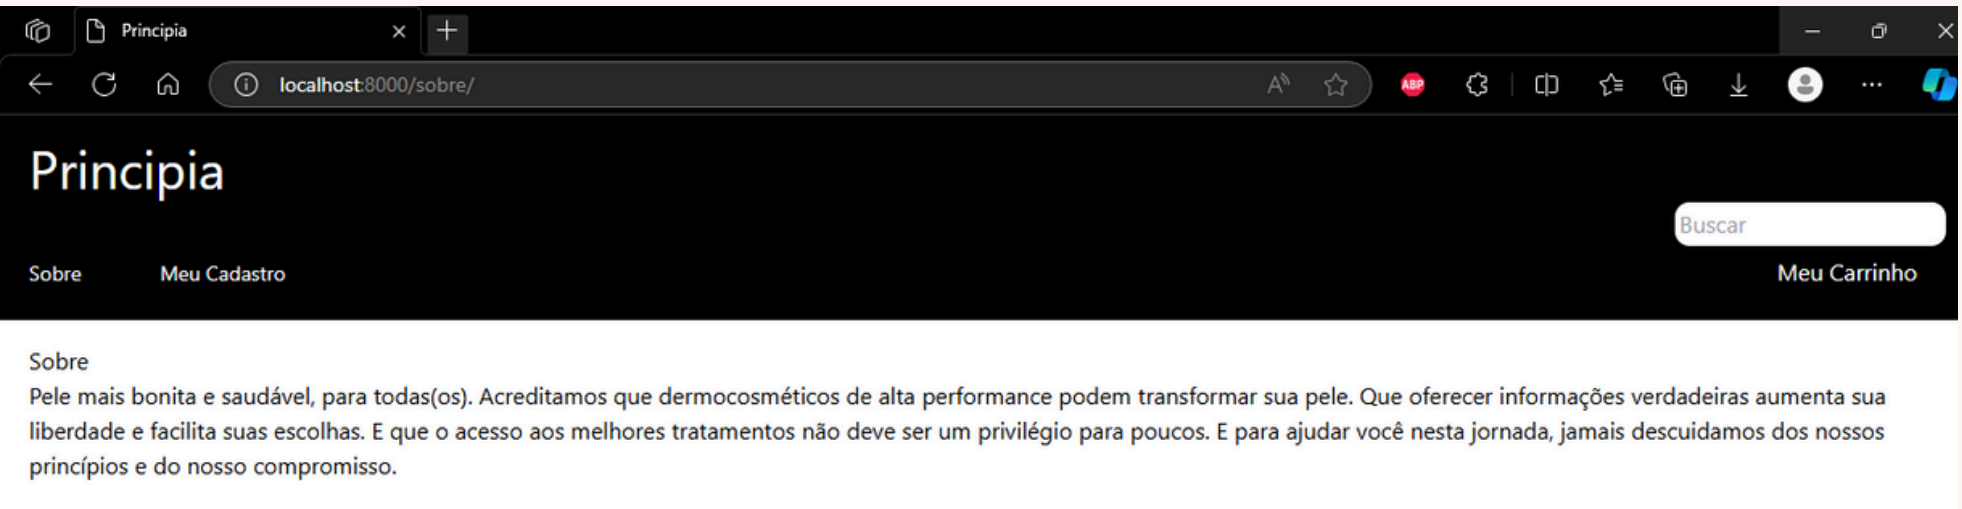 Principia
localhost:8000/sobre/
A
ABP
Principia
Buscar
Sobre Meu Cadastro Meu Carrinho
Sobre
Pele mais bonita e saudável, para todas(os). Acreditamos que dermocosméticos de alta performance podem transformar sua pele. Que oferecer informações verdadeiras aumenta sua
liberdade e facilita suas escolhas. E que o acesso aos melhores tratamentos não deve ser um privilégio para poucos. E para ajudar você nesta jornada, jamais descuidamos dos nossos
princípios e do nosso compromisso.